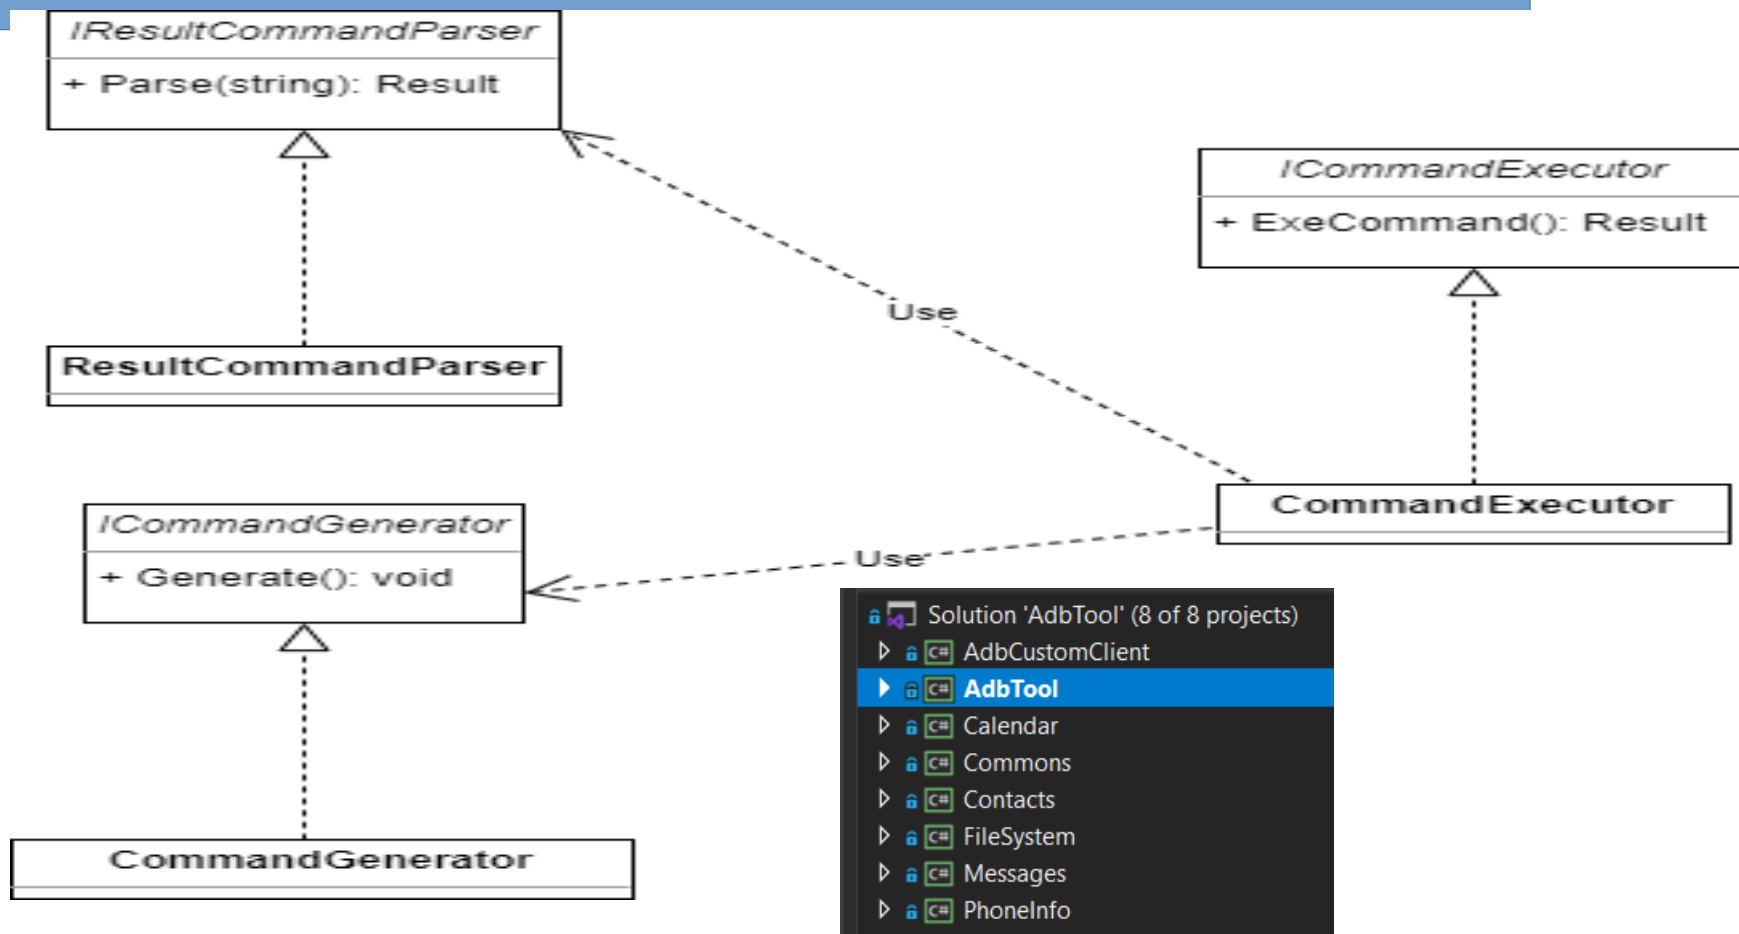 IResultCommandParser
+ Parse(string): Result
ICommandExecutor
+ ExeCommand(): Result
Use
ResultCommandParser
CommandExecutor
ICommandGenerator
+ Generate(): void
Use
CommandGenerator
Solution 'AdbTool' (8 of 8 projects)
C# AdbCustomClient
C# AdbTool
C# Calendar
C# Commons
C# Contacts
C# FileSystem
C# Messages
C# PhoneInfo